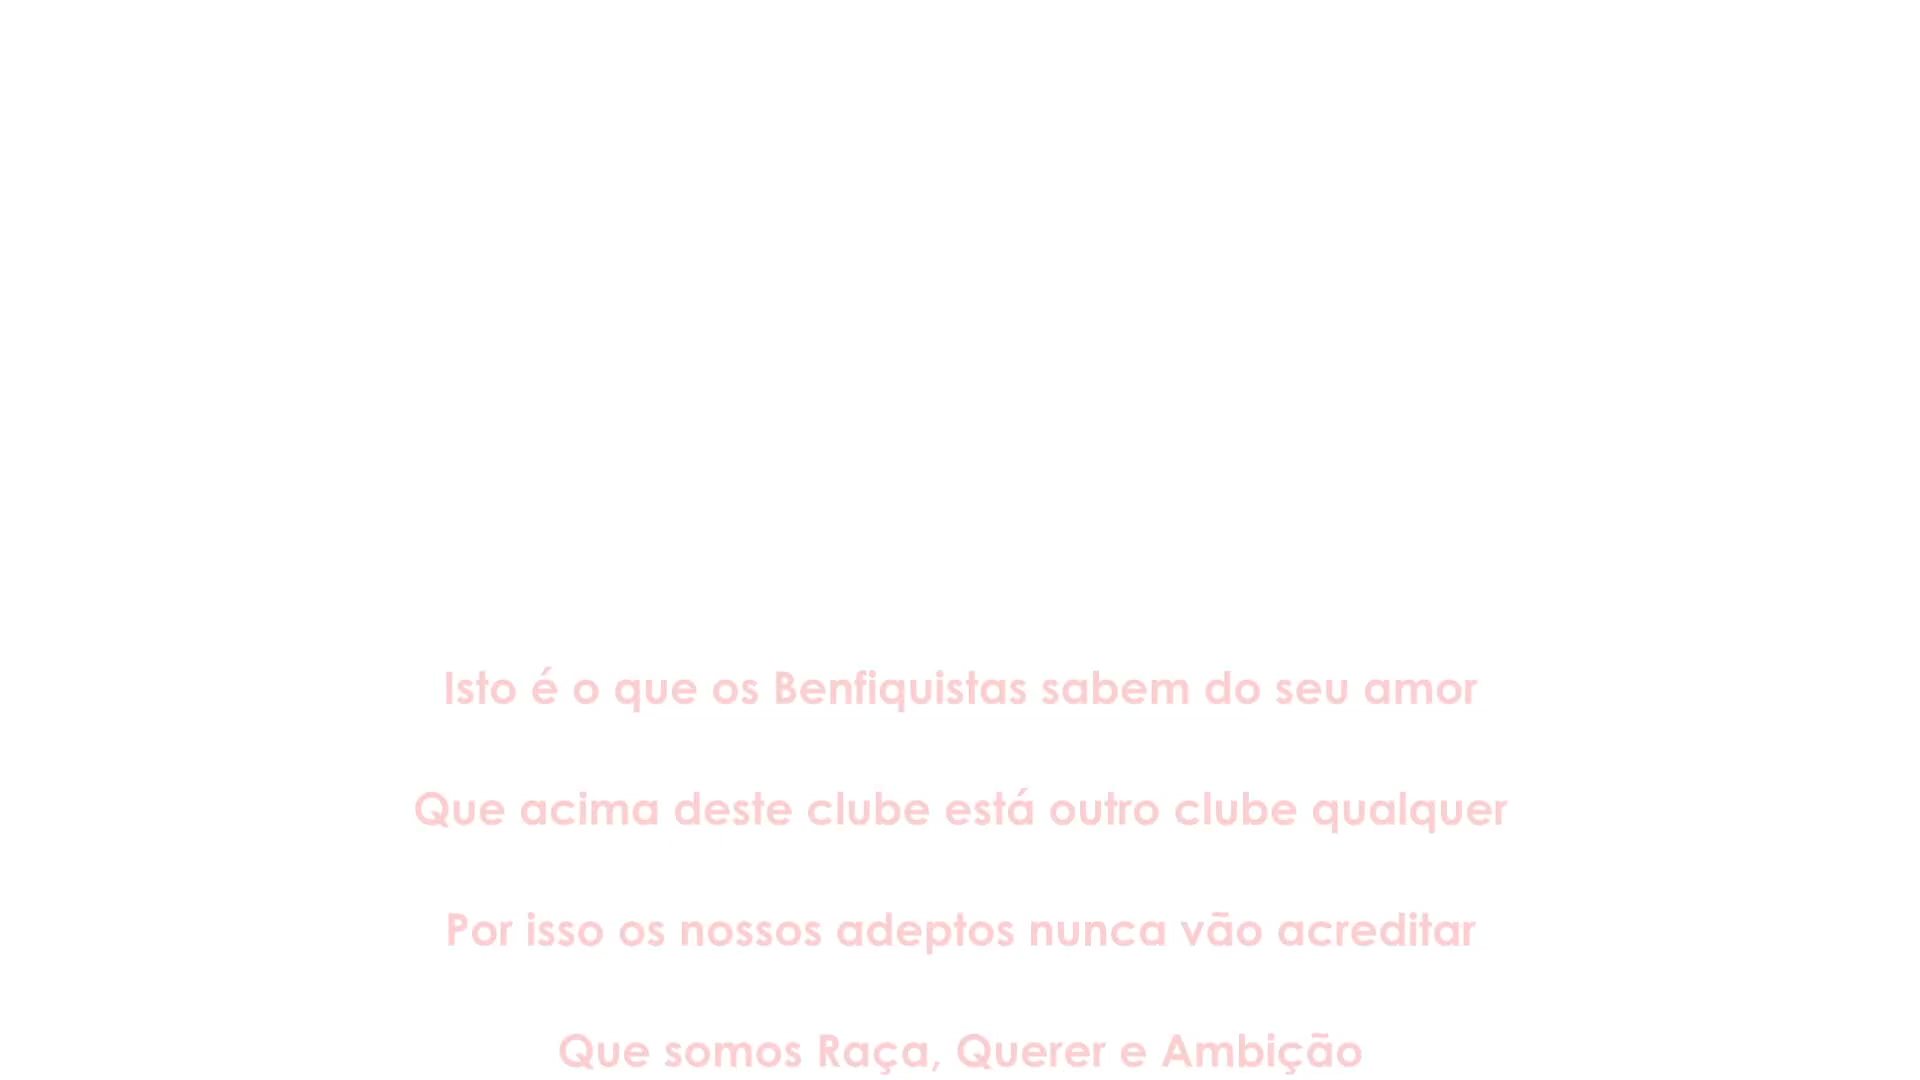 Isto é o que os Benfiquistas sabem do seu amor
Que acima deste clube está outro clube qualquer
Por isso os nossos adeptos nunca vão acreditar
Que somos Raça, Querer e Ambição